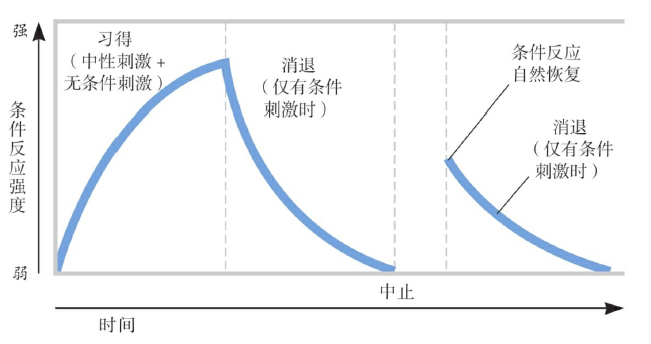 强
习得
（中性刺激 +
无条件刺激）
消退
（仅有条件
刺激时）
条件反应
自然恢复
消退
（仅有条件
刺激时）
条件反应强度
弱
中止
时间